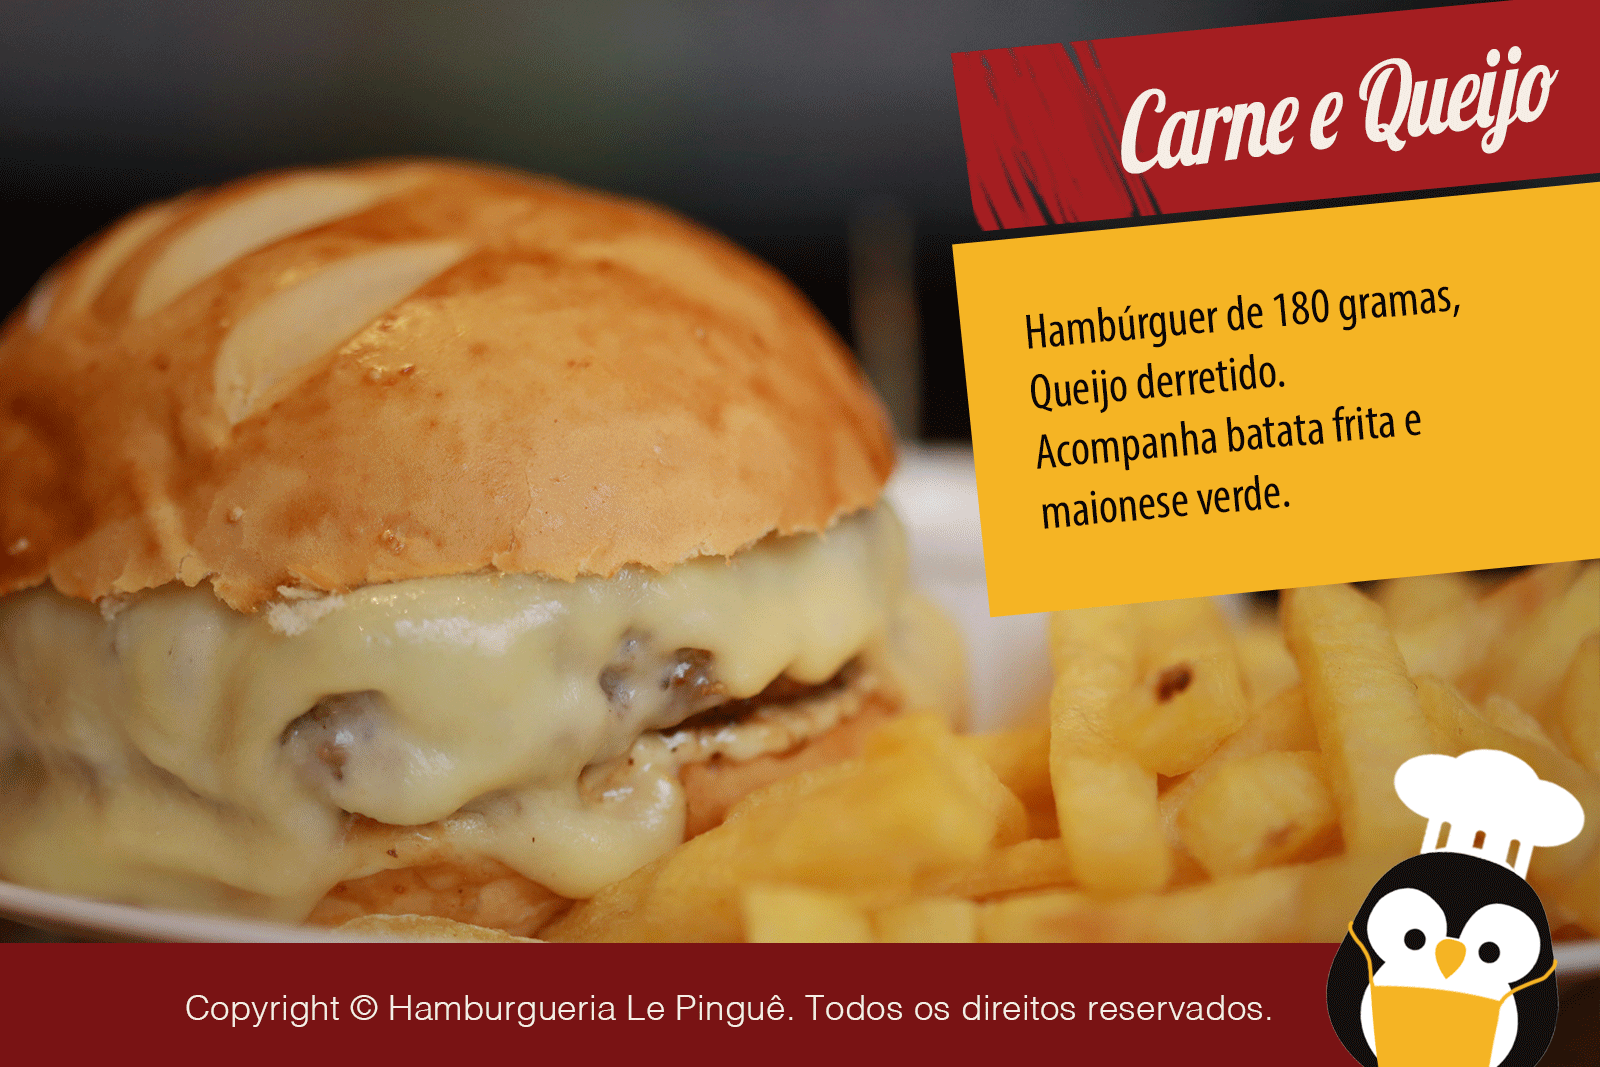 Carne e Queijo
Hambúrguer de 180 gramas,
Queijo derretido.
Acompanha batata frita e
maionese verde.
Copyright © Hamburgueria Le Pinguê. Todos os direitos reservados.